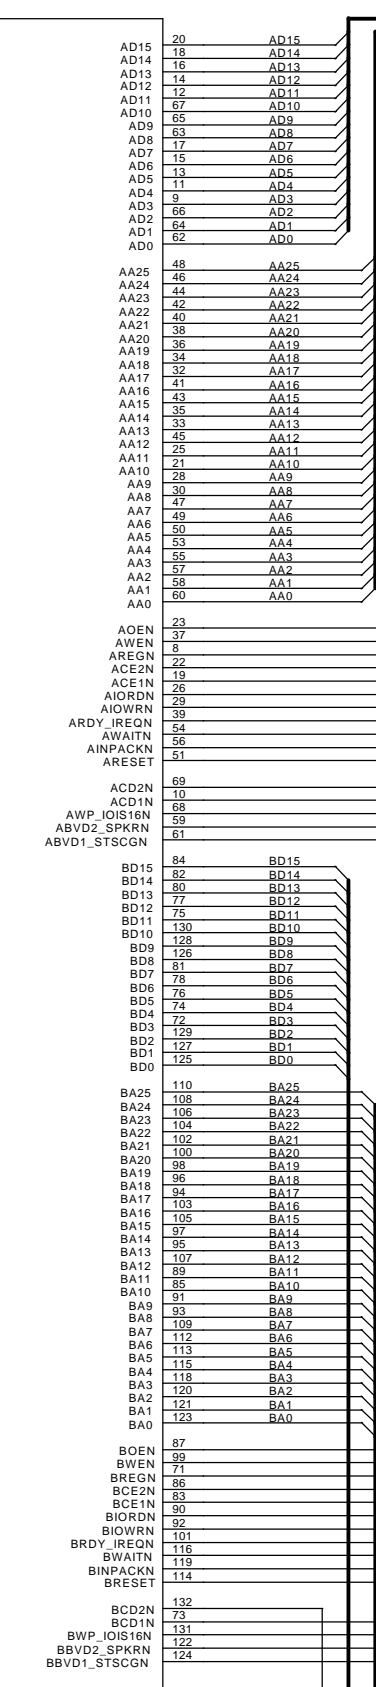 AD15 20 AD15
AD14 18 AD14
AD13 16 AD13
AD12 14 AD12
AD11 12 AD11
AD10 67 AD10
AD9 65 AD9
AD8 63 AD8
AD7 17 AD7
AD6 15 AD6
AD5 13 AD5
AD4 11 AD4
AD3 9 AD3
AD2 66 AD2
AD1 64 AD1
AD0 62 AD0
AA25 48 AA25
AA24 46 AA24
AA23 44 AA23
AA22 42 AA22
AA21 40 AA21
AA20 38 AA20
AA19 36 AA19
AA18 34 AA18
AA17 32 AA17
AA16 41 AA16
AA15 43 AA15
AA14 35 AA14
AA13 33 AA13
AA12 45 AA12
AA11 25 AA11
AA10 21 AA10
AA9 28 AA9
AA8 30 AA8
AA7 47 AA7
AA6 49 AA6
AA5 50 AA5
AA4 53 AA4
AA3 55 AA3
AA2 57 AA2
AA1 58 AA1
AA0 60 AA0
AOEN 23
AWEN 37
AREGN 8
ACE2N 22
ACE1N 19
AIORDN 26
AIOWRN 29
ARDY_IREQN 39
AWAITN 54
AINPACKN 56
ARESET 51
ACD2N 69
ACD1N 10
AWP_IOIS16N 68
ABVD2_SPKRN 59
ABVD1_STSCGN 61
BD15 84 BD15
BD14 82 BD14
BD13 80 BD13
BD12 77 BD12
BD11 75 BD11
BD10 130 BD10
BD9 128 BD9
BD8 126 BD8
BD7 81 BD7
BD6 78 BD6
BD5 76 BD5
BD4 74 BD4
BD3 72 BD3
BD2 129 BD2
BD1 127 BD1
BD0 125 BD0
BA25 110 BA25
BA24 108 BA24
BA23 106 BA23
BA22 104 BA22
BA21 102 BA21
BA20 100 BA20
BA19 98 BA19
BA18 96 BA18
BA17 94 BA17
BA16 103 BA16
BA15 105 BA15
BA14 97 BA14
BA13 95 BA13
BA12 107 BA12
BA11 89 BA11
BA10 85 BA10
BA9 91 BA9
BA8 93 BA8
BA7 109 BA7
BA6 112 BA6
BA5 113 BA5
BA4 115 BA4
BA3 118 BA3
BA2 120 BA2
BA1 121 BA1
BA0 123 BA0
BOEN 87
BWEN 99
BREGN 71
BCE2N 86
BCE1N 83
BIORDN 90
BIOWRN 92
BRDY_IREQN 101
BWAITN 116
BINPACKN 119
BRESET 114
BCD2N 132
BCD1N 73
BWP_IOIS16N 131
BBVD2_SPKRN 122
BBVD1_STSCGN 124